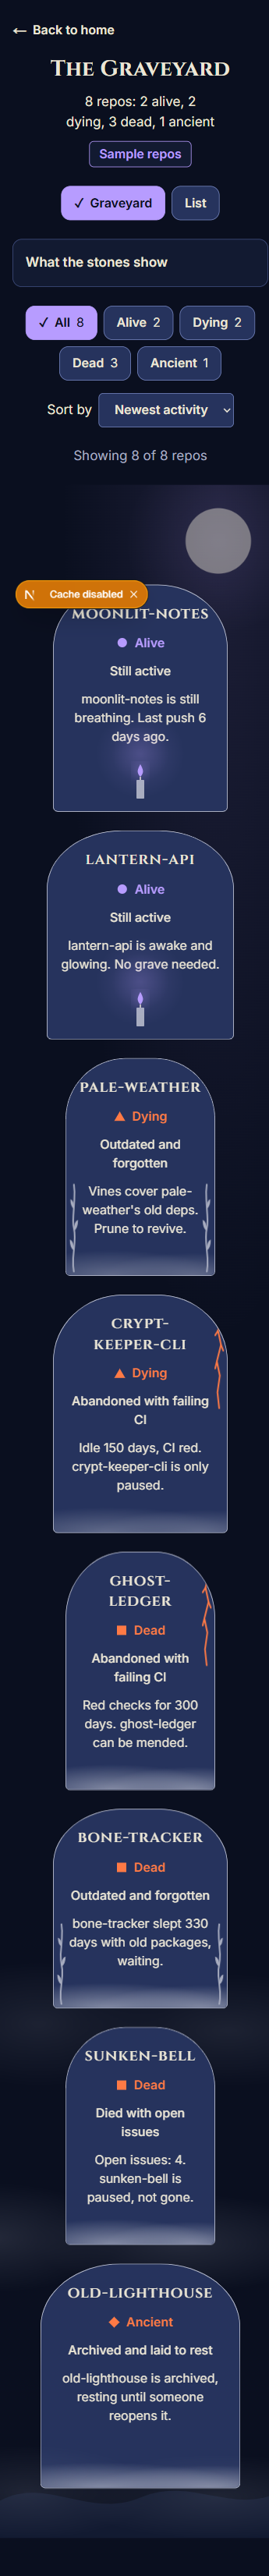 ← Back to home
The Graveyard
8 repos: 2 alive, 2
dying, 3 dead, 1 ancient
Sample repos
✓ Graveyard
List
What the stones show
✓ All 8
Alive 2
Dying 2
Dead 3
Ancient 1
Sort by
Newest activity
Showing 8 of 8 repos
N Cache disabled ×
moonlit-notes
Alive
Still active
moonlit-notes is still
breathing. Last push 6
days ago.
lantern-api
Alive
Still active
lantern-api is awake and
glowing. No grave needed.
pale-weather
Dying
Outdated and
forgotten
Vines cover pale-
weather's old deps.
Prune to revive.
crypt-
keeper-cli
Dying
Abandoned with failing
CI
Idle 150 days, CI red.
crypt-keeper-cli is only
paused.
ghost-
ledger
Dead
Abandoned with
failing CI
Red checks for 300
days. ghost-ledger
can be mended.
bone-tracker
Dead
Outdated and forgotten
bone-tracker slept 330
days with old packages,
waiting.
sunken-bell
Dead
Died with open
issues
Open issues: 4.
sunken-bell is
paused, not gone.
old-lighthouse
Ancient
Archived and laid to rest
old-lighthouse is archived,
resting until someone
reopens it.